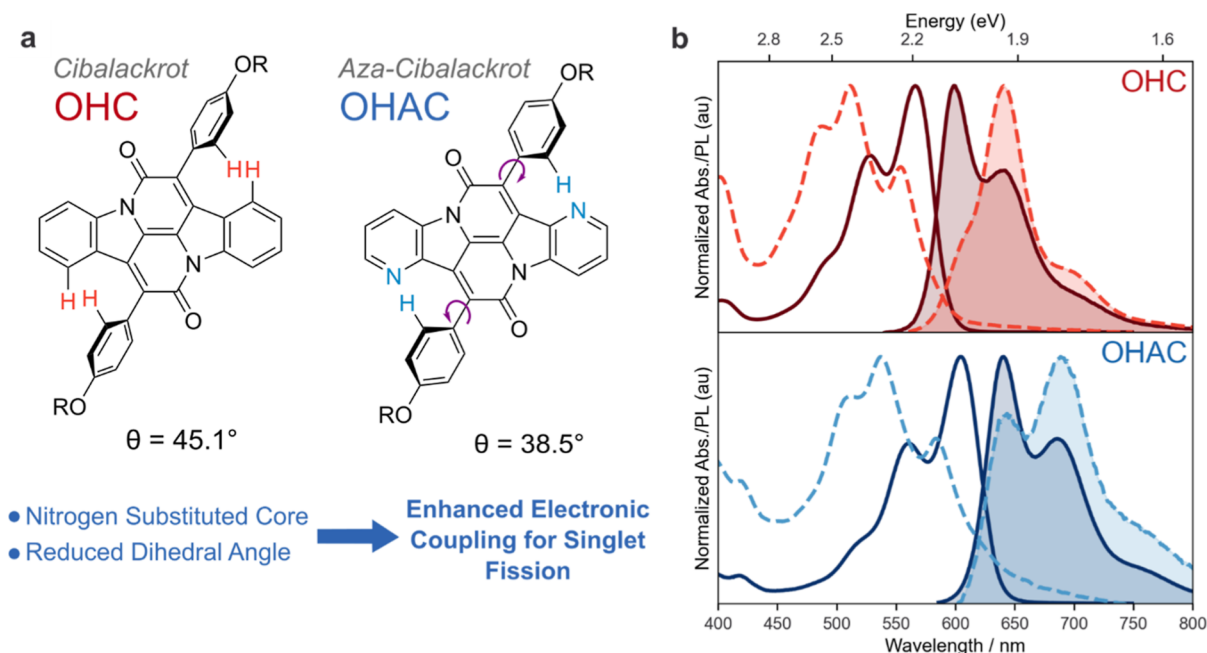 a
Cibalackrot
OHC
OR
O
H H
N
N
H H
O
RO
θ = 45.1°
Aza-Cibalackrot
OHAC
OR
O
H
N
N
N
N
H
O
RO
θ = 38.5°
• Nitrogen Substituted Core
• Reduced Dihedral Angle
Enhanced Electronic
Coupling for Singlet
Fission
b
Energy (eV)
2.8 2.5 2.2 1.9 1.6
Normalized Abs./PL (au)
OHC
Normalized Abs./PL (au)
OHAC
400 450 500 550 600 650 700 750 800
Wavelength / nm